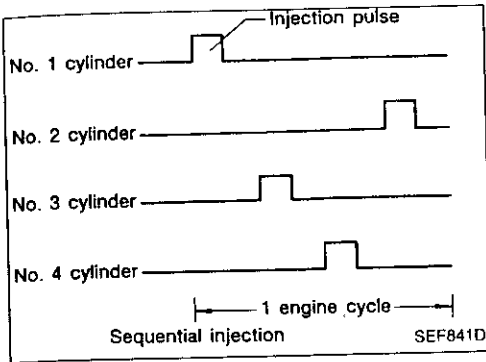 Injection pulse
No. 1 cylinder
No. 2 cylinder
No. 3 cylinder
No. 4 cylinder
1 engine cycle
Sequential injection
SEF841D